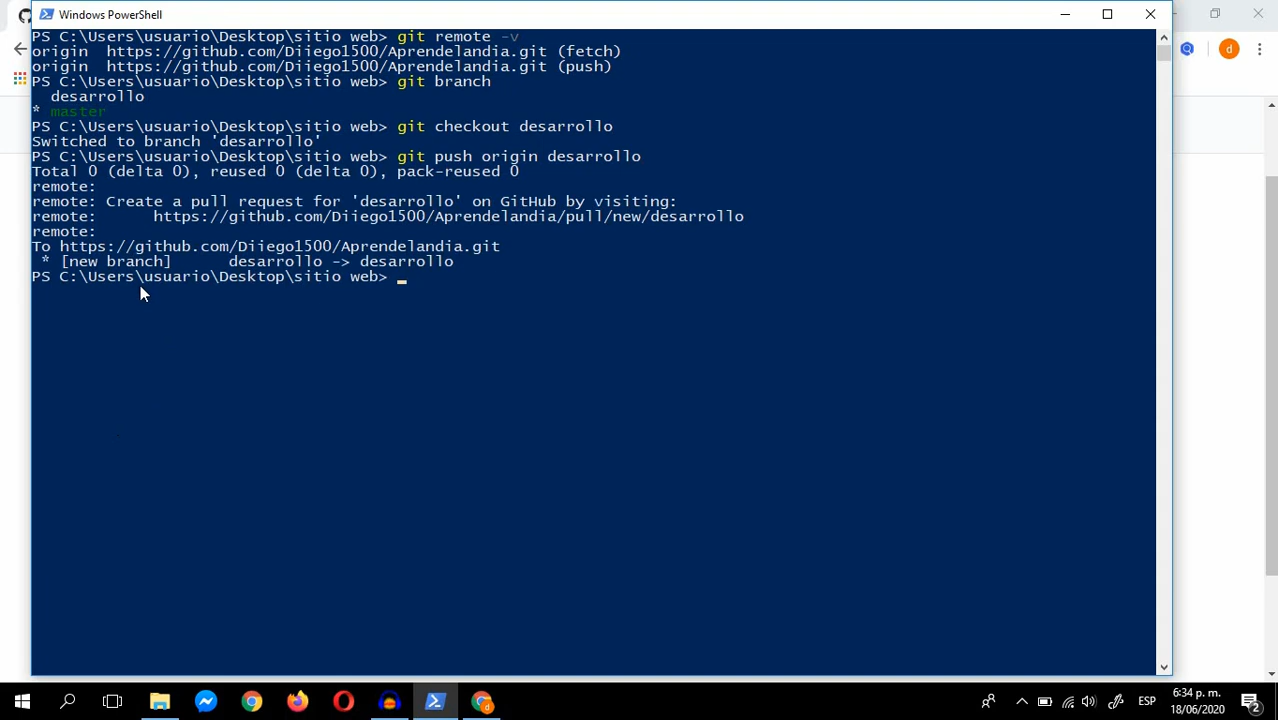 Windows PowerShell
PS C:\Users\usuario\Desktop\sitio web> git remote -v
origin  https://github.com/Diiego1500/Aprendelandia.git (fetch)
origin  https://github.com/Diiego1500/Aprendelandia.git (push)
PS C:\Users\usuario\Desktop\sitio web> git branch
  desarrollo
* master
PS C:\Users\usuario\Desktop\sitio web> git checkout desarrollo
Switched to branch 'desarrollo'
PS C:\Users\usuario\Desktop\sitio web> git push origin desarrollo
Total 0 (delta 0), reused 0 (delta 0), pack-reused 0
remote:
remote: Create a pull request for 'desarrollo' on GitHub by visiting:
remote:      https://github.com/Diiego1500/Aprendelandia/pull/new/desarrollo
remote:
To https://github.com/Diiego1500/Aprendelandia.git
 * [new branch]      desarrollo -> desarrollo
PS C:\Users\usuario\Desktop\sitio web>
d
ESP
6:34 p. m.
18/06/2020
2